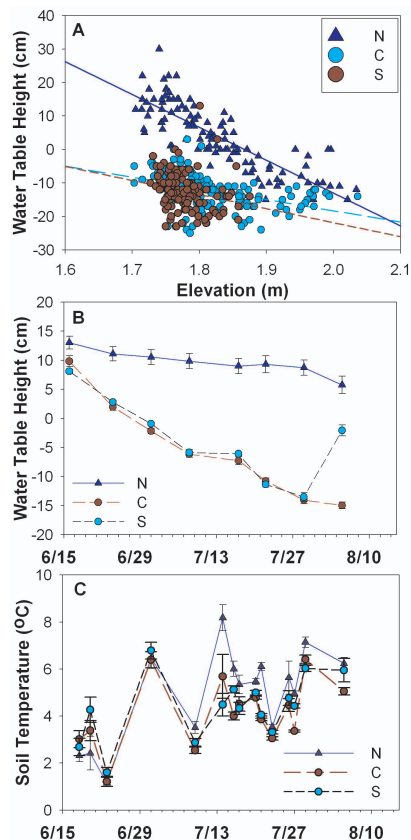 A
N
C
S
Water Table Height (cm)
40
30
20
10
0
-10
-20
-30
1.6 1.7 1.8 1.9 2.0 2.1
Elevation (m)
B
Water Table Height (cm)
20
15
10
5
0
-5
-10
-15
-20
N
C
S
6/15 6/29 7/13 7/27 8/10
C
Soil Temperature (ºC)
10
8
6
4
2
0
N
C
S
6/15 6/29 7/13 7/27 8/10